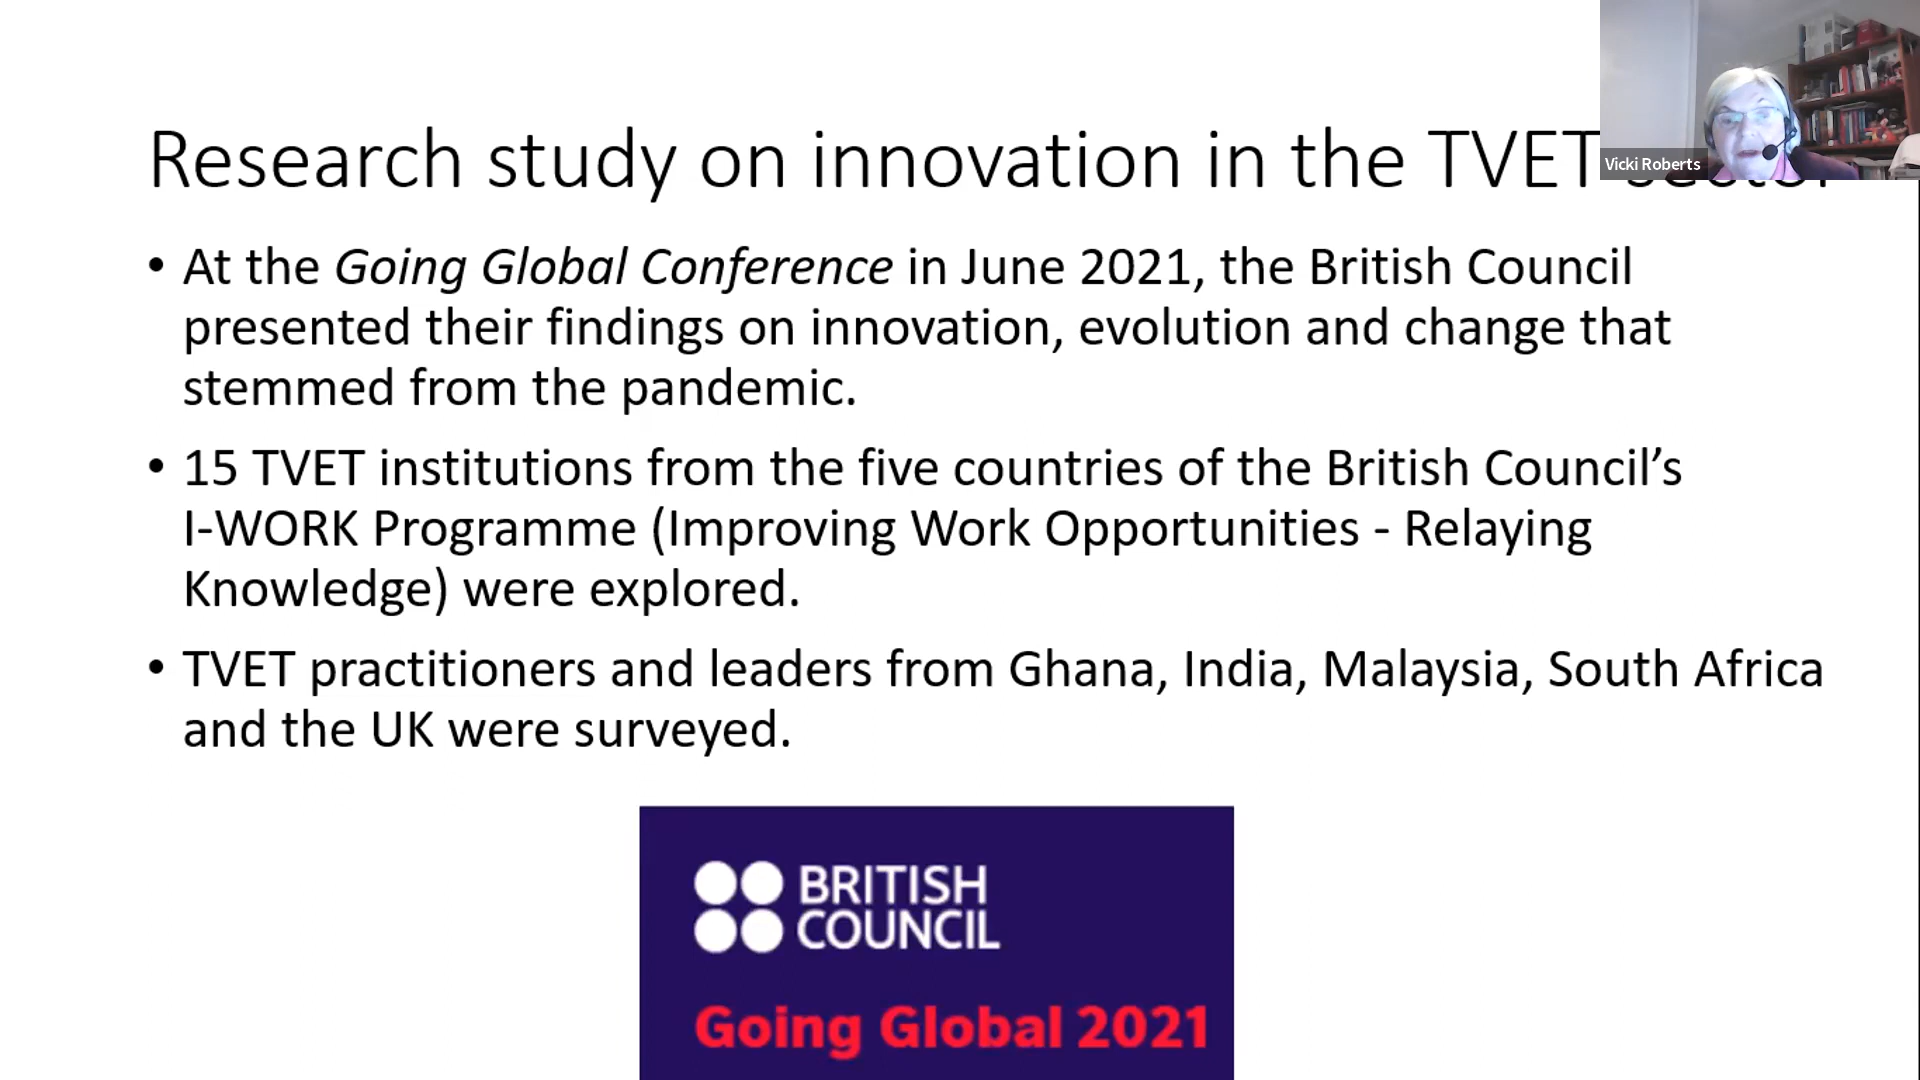 Research study on innovation in the TVET sector
Vicki Roberts
• At the Going Global Conference in June 2021, the British Council
presented their findings on innovation, evolution and change that
stemmed from the pandemic.
• 15 TVET institutions from the five countries of the British Council’s
I-WORK Programme (Improving Work Opportunities - Relaying
Knowledge) were explored.
• TVET practitioners and leaders from Ghana, India, Malaysia, South Africa
and the UK were surveyed.
BRITISH
COUNCIL
Going Global 2021